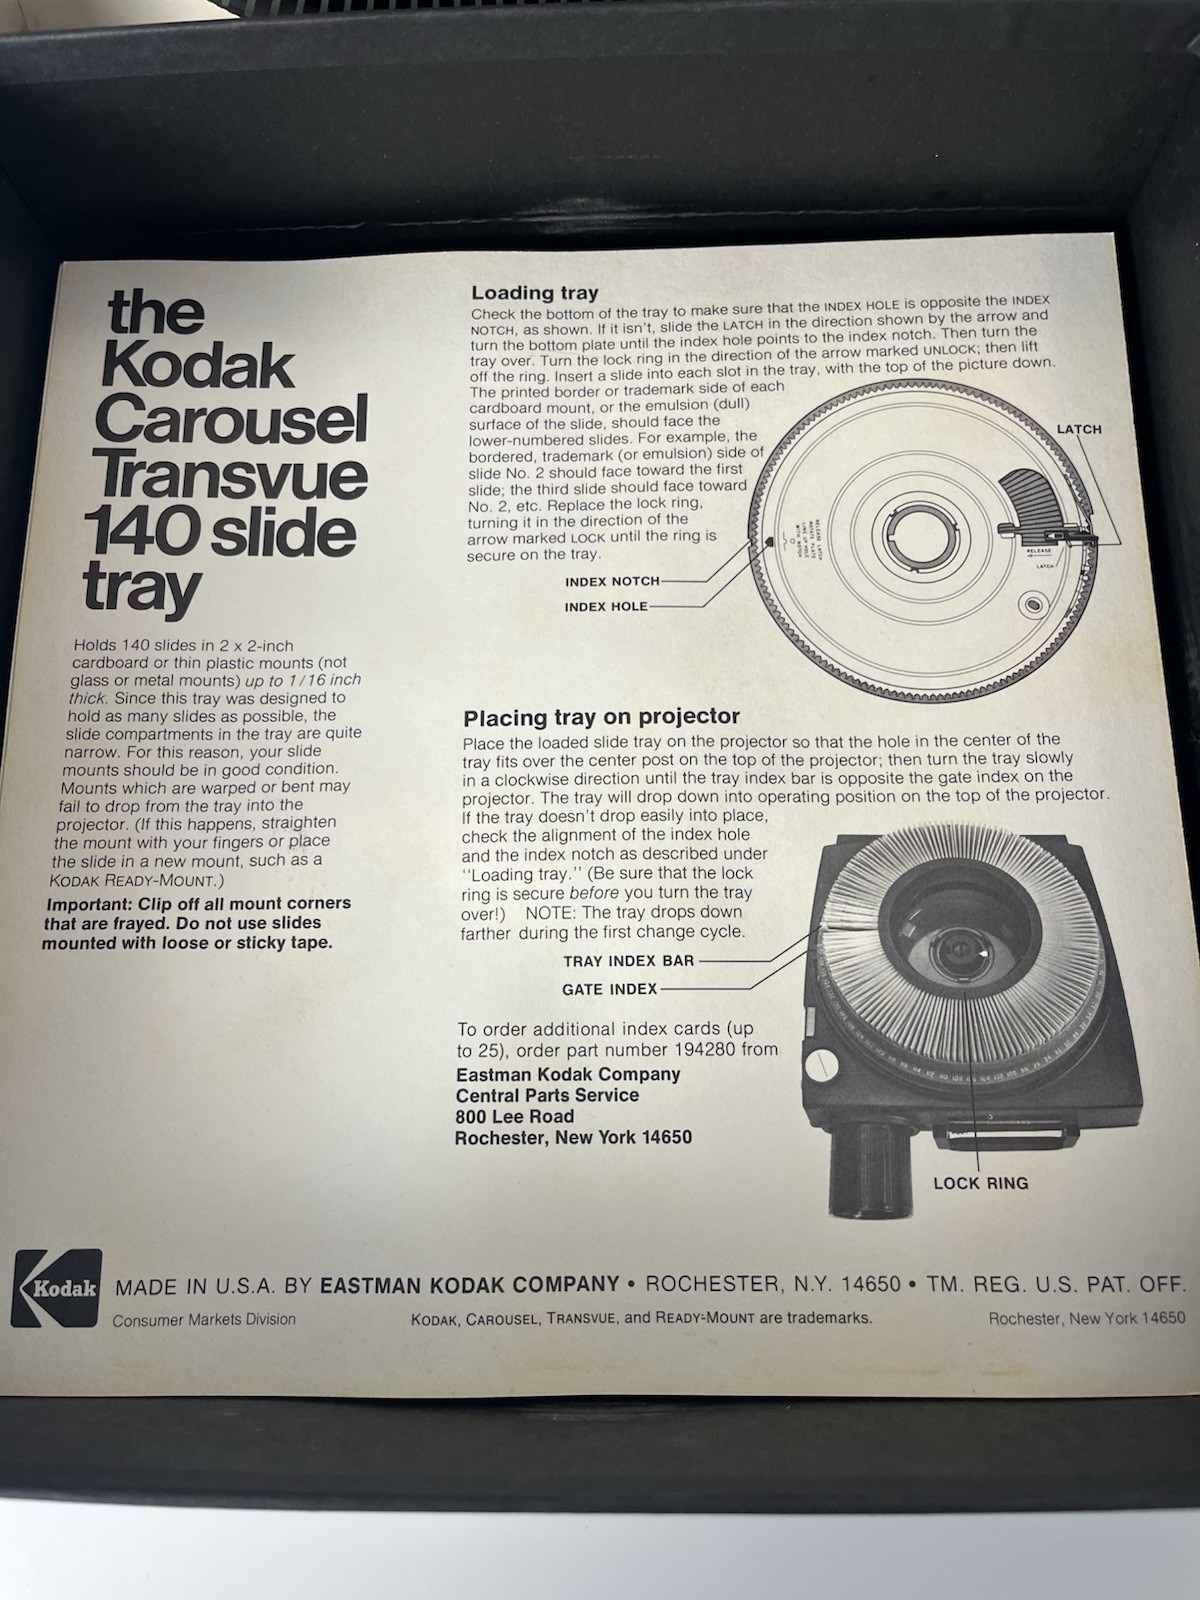 the
Kodak
Carousel
Transvue
140 slide
tray
Holds 140 slides in 2 x 2-inch
cardboard or thin plastic mounts (not
glass or metal mounts) up to 1/16 inch
thick. Since this tray was designed to
hold as many slides as possible, the
slide compartments in the tray are quite
narrow. For this reason, your slide
mounts should be in good condition.
Mounts which are warped or bent may
fail to drop from the tray into the
projector. (If this happens, straighten
the mount with your fingers or place
the slide in a new mount, such as a
KODAK READY-MOUNT.)
Important: Clip off all mount corners
that are frayed. Do not use slides
mounted with loose or sticky tape.
Loading tray
Check the bottom of the tray to make sure that the INDEX HOLE is opposite the INDEX
NOTCH, as shown. If it isn't, slide the LATCH in the direction shown by the arrow and
turn the bottom plate until the index hole points to the index notch. Then turn the
tray over. Turn the lock ring in the direction of the arrow marked UNLOCK; then lift
off the ring. Insert a slide into each slot in the tray, with the top of the picture down.
The printed border or trademark side of each
cardboard mount, or the emulsion (dull)
surface of the slide, should face the
lower-numbered slides. For example, the
bordered, trademark (or emulsion) side of
slide No. 2 should face toward the first
slide; the third slide should face toward
No. 2, etc. Replace the lock ring,
turning it in the direction of the
arrow marked LOCK until the ring is
secure on the tray.
LATCH
RELEASE
LATCH
INDEX NOTCH
INDEX HOLE
Placing tray on projector
Place the loaded slide tray on the projector so that the hole in the center of the
tray fits over the center post on the top of the projector; then turn the tray slowly
in a clockwise direction until the tray index bar is opposite the gate index on the
projector. The tray will drop down into operating position on the top of the projector.
If the tray doesn't drop easily into place,
check the alignment of the index hole
and the index notch as described under
"Loading tray." (Be sure that the lock
ring is secure before you turn the tray
over!) NOTE: The tray drops down
farther during the first change cycle.
TRAY INDEX BAR
GATE INDEX
To order additional index cards (up
to 25), order part number 194280 from
Eastman Kodak Company
Central Parts Service
800 Lee Road
Rochester, New York 14650
LOCK RING
Kodak
MADE IN U.S.A. BY EASTMAN KODAK COMPANY • ROCHESTER, N.Y. 14650 • TM. REG. U.S. PAT. OFF.
Consumer Markets Division
KODAK, CAROUSEL, TRANSVUE, and READY-MOUNT are trademarks.
Rochester, New York 14650